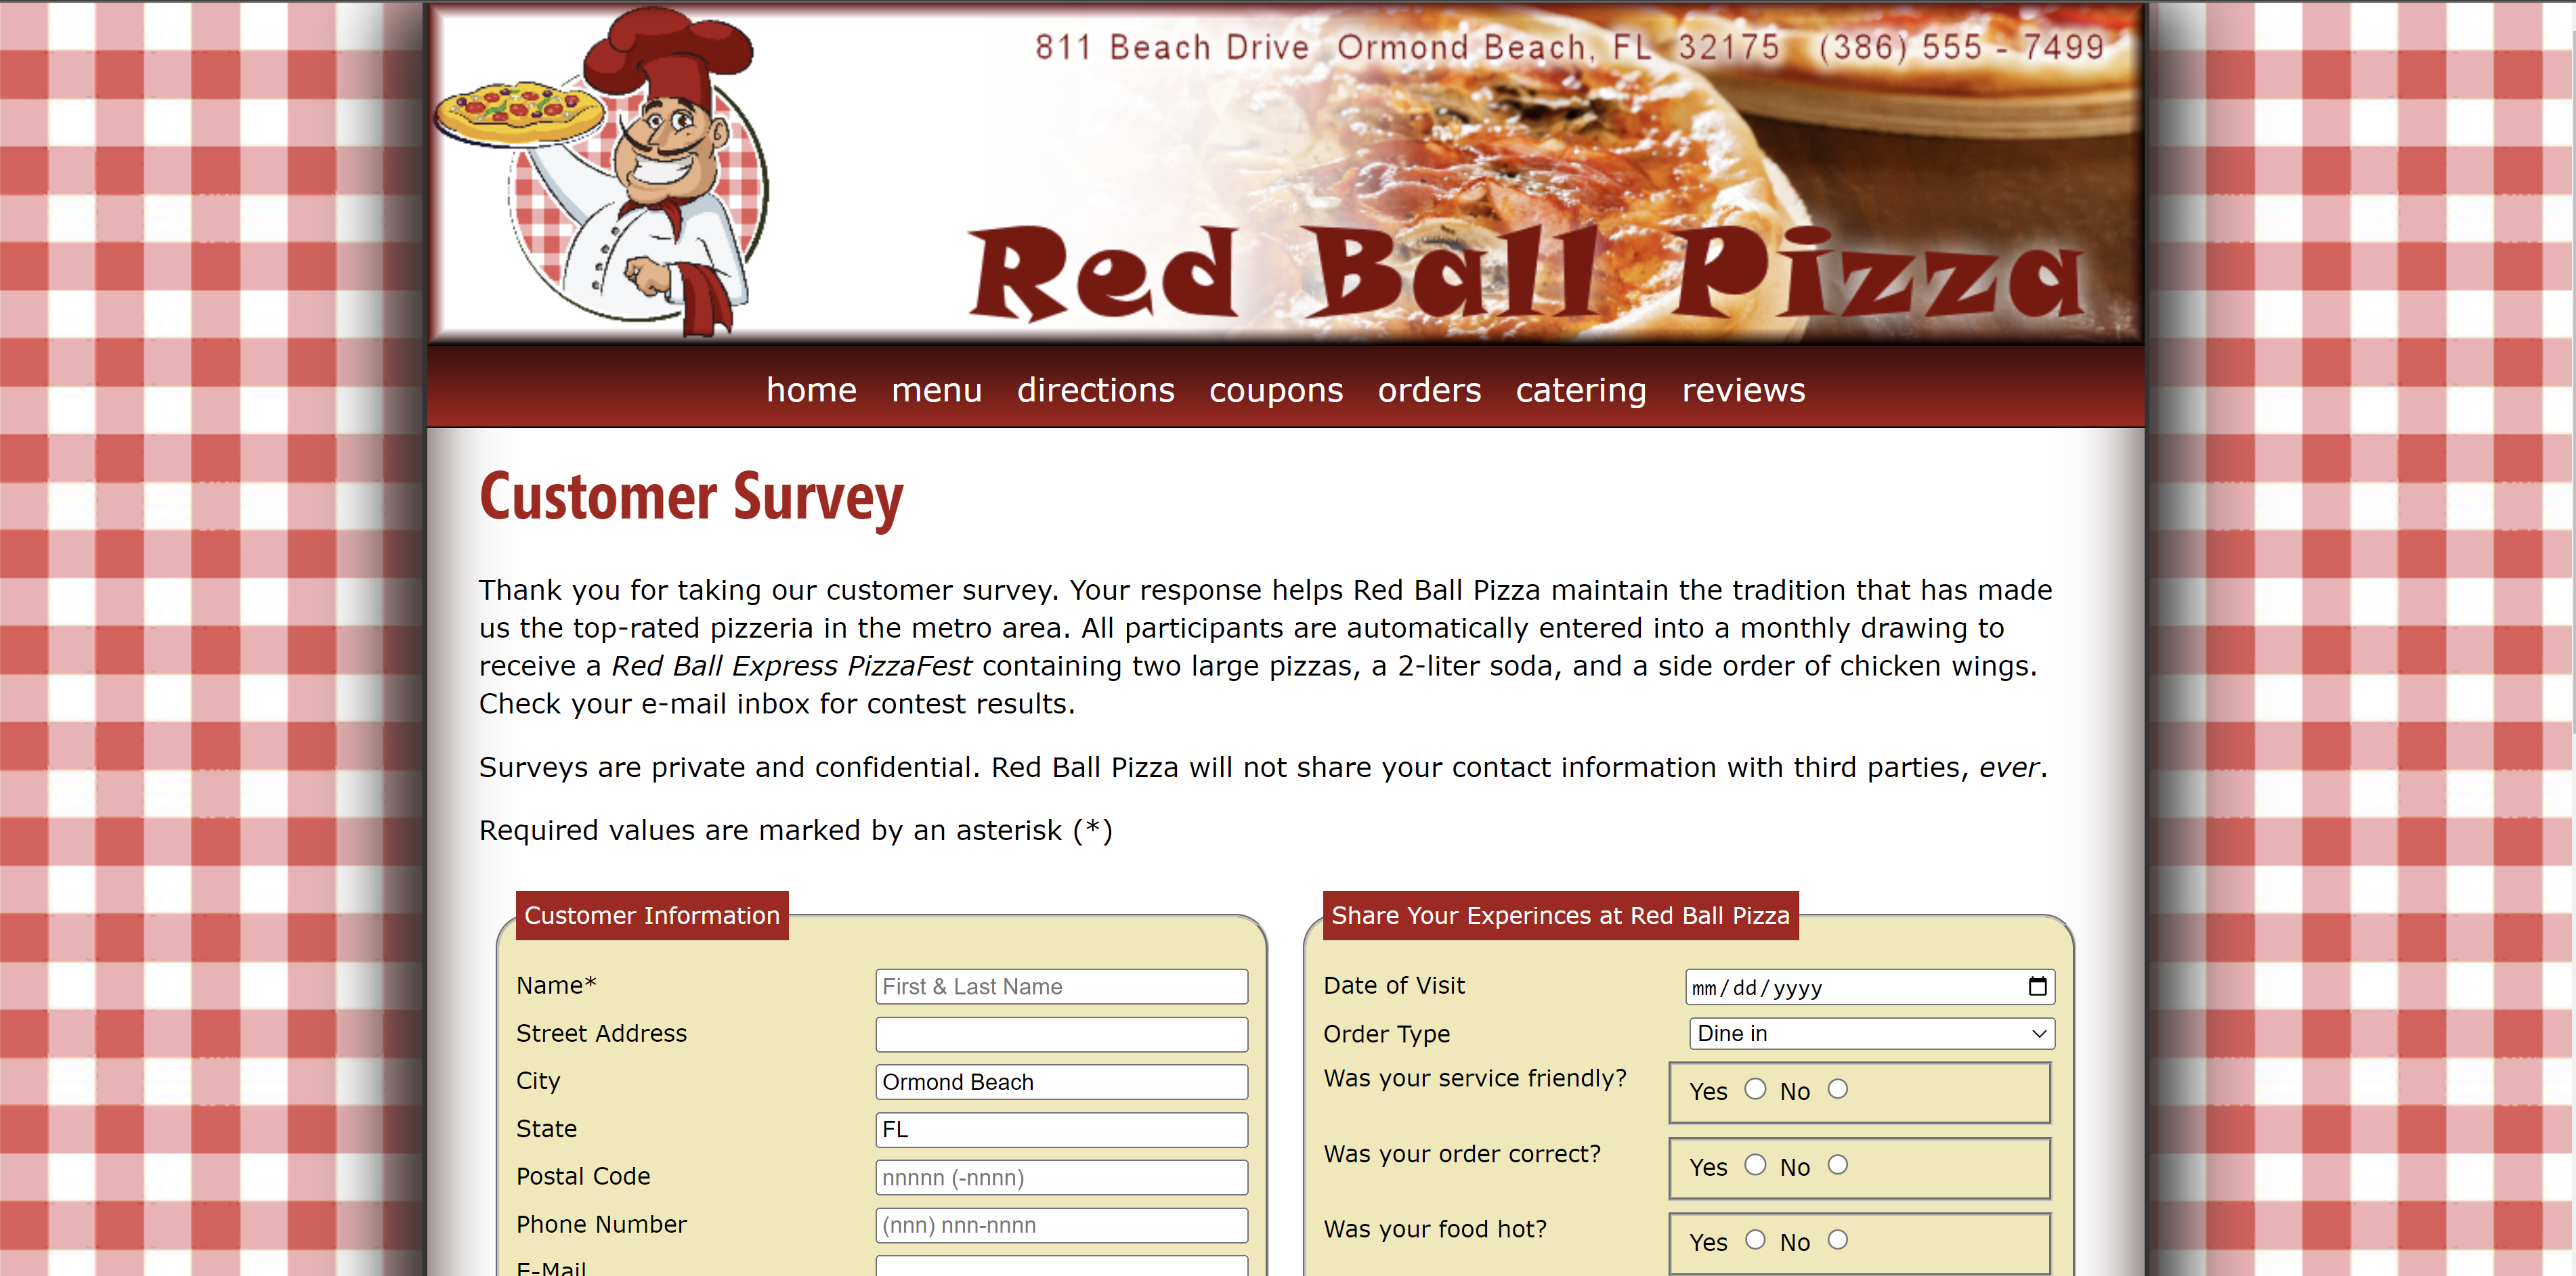 811 Beach Drive Ormond Beach, FL 32175 (386) 555 - 7499
Red Ball Pizza
home menu directions coupons orders catering reviews
Customer Survey
Thank you for taking our customer survey. Your response helps Red Ball Pizza maintain the tradition that has made
us the top-rated pizzeria in the metro area. All participants are automatically entered into a monthly drawing to
receive a Red Ball Express PizzaFest containing two large pizzas, a 2-liter soda, and a side order of chicken wings.
Check your e-mail inbox for contest results.
Surveys are private and confidential. Red Ball Pizza will not share your contact information with third parties, ever.
Required values are marked by an asterisk (*)
Customer Information
Name* First & Last Name
Street Address
City Ormond Beach
State FL
Postal Code nnnnn (-nnnn)
Phone Number (nnn) nnn-nnnn
E-Mail
Share Your Experinces at Red Ball Pizza
Date of Visit mm/dd/yyyy
Order Type Dine in
Was your service friendly? Yes No
Was your order correct? Yes No
Was your food hot? Yes No